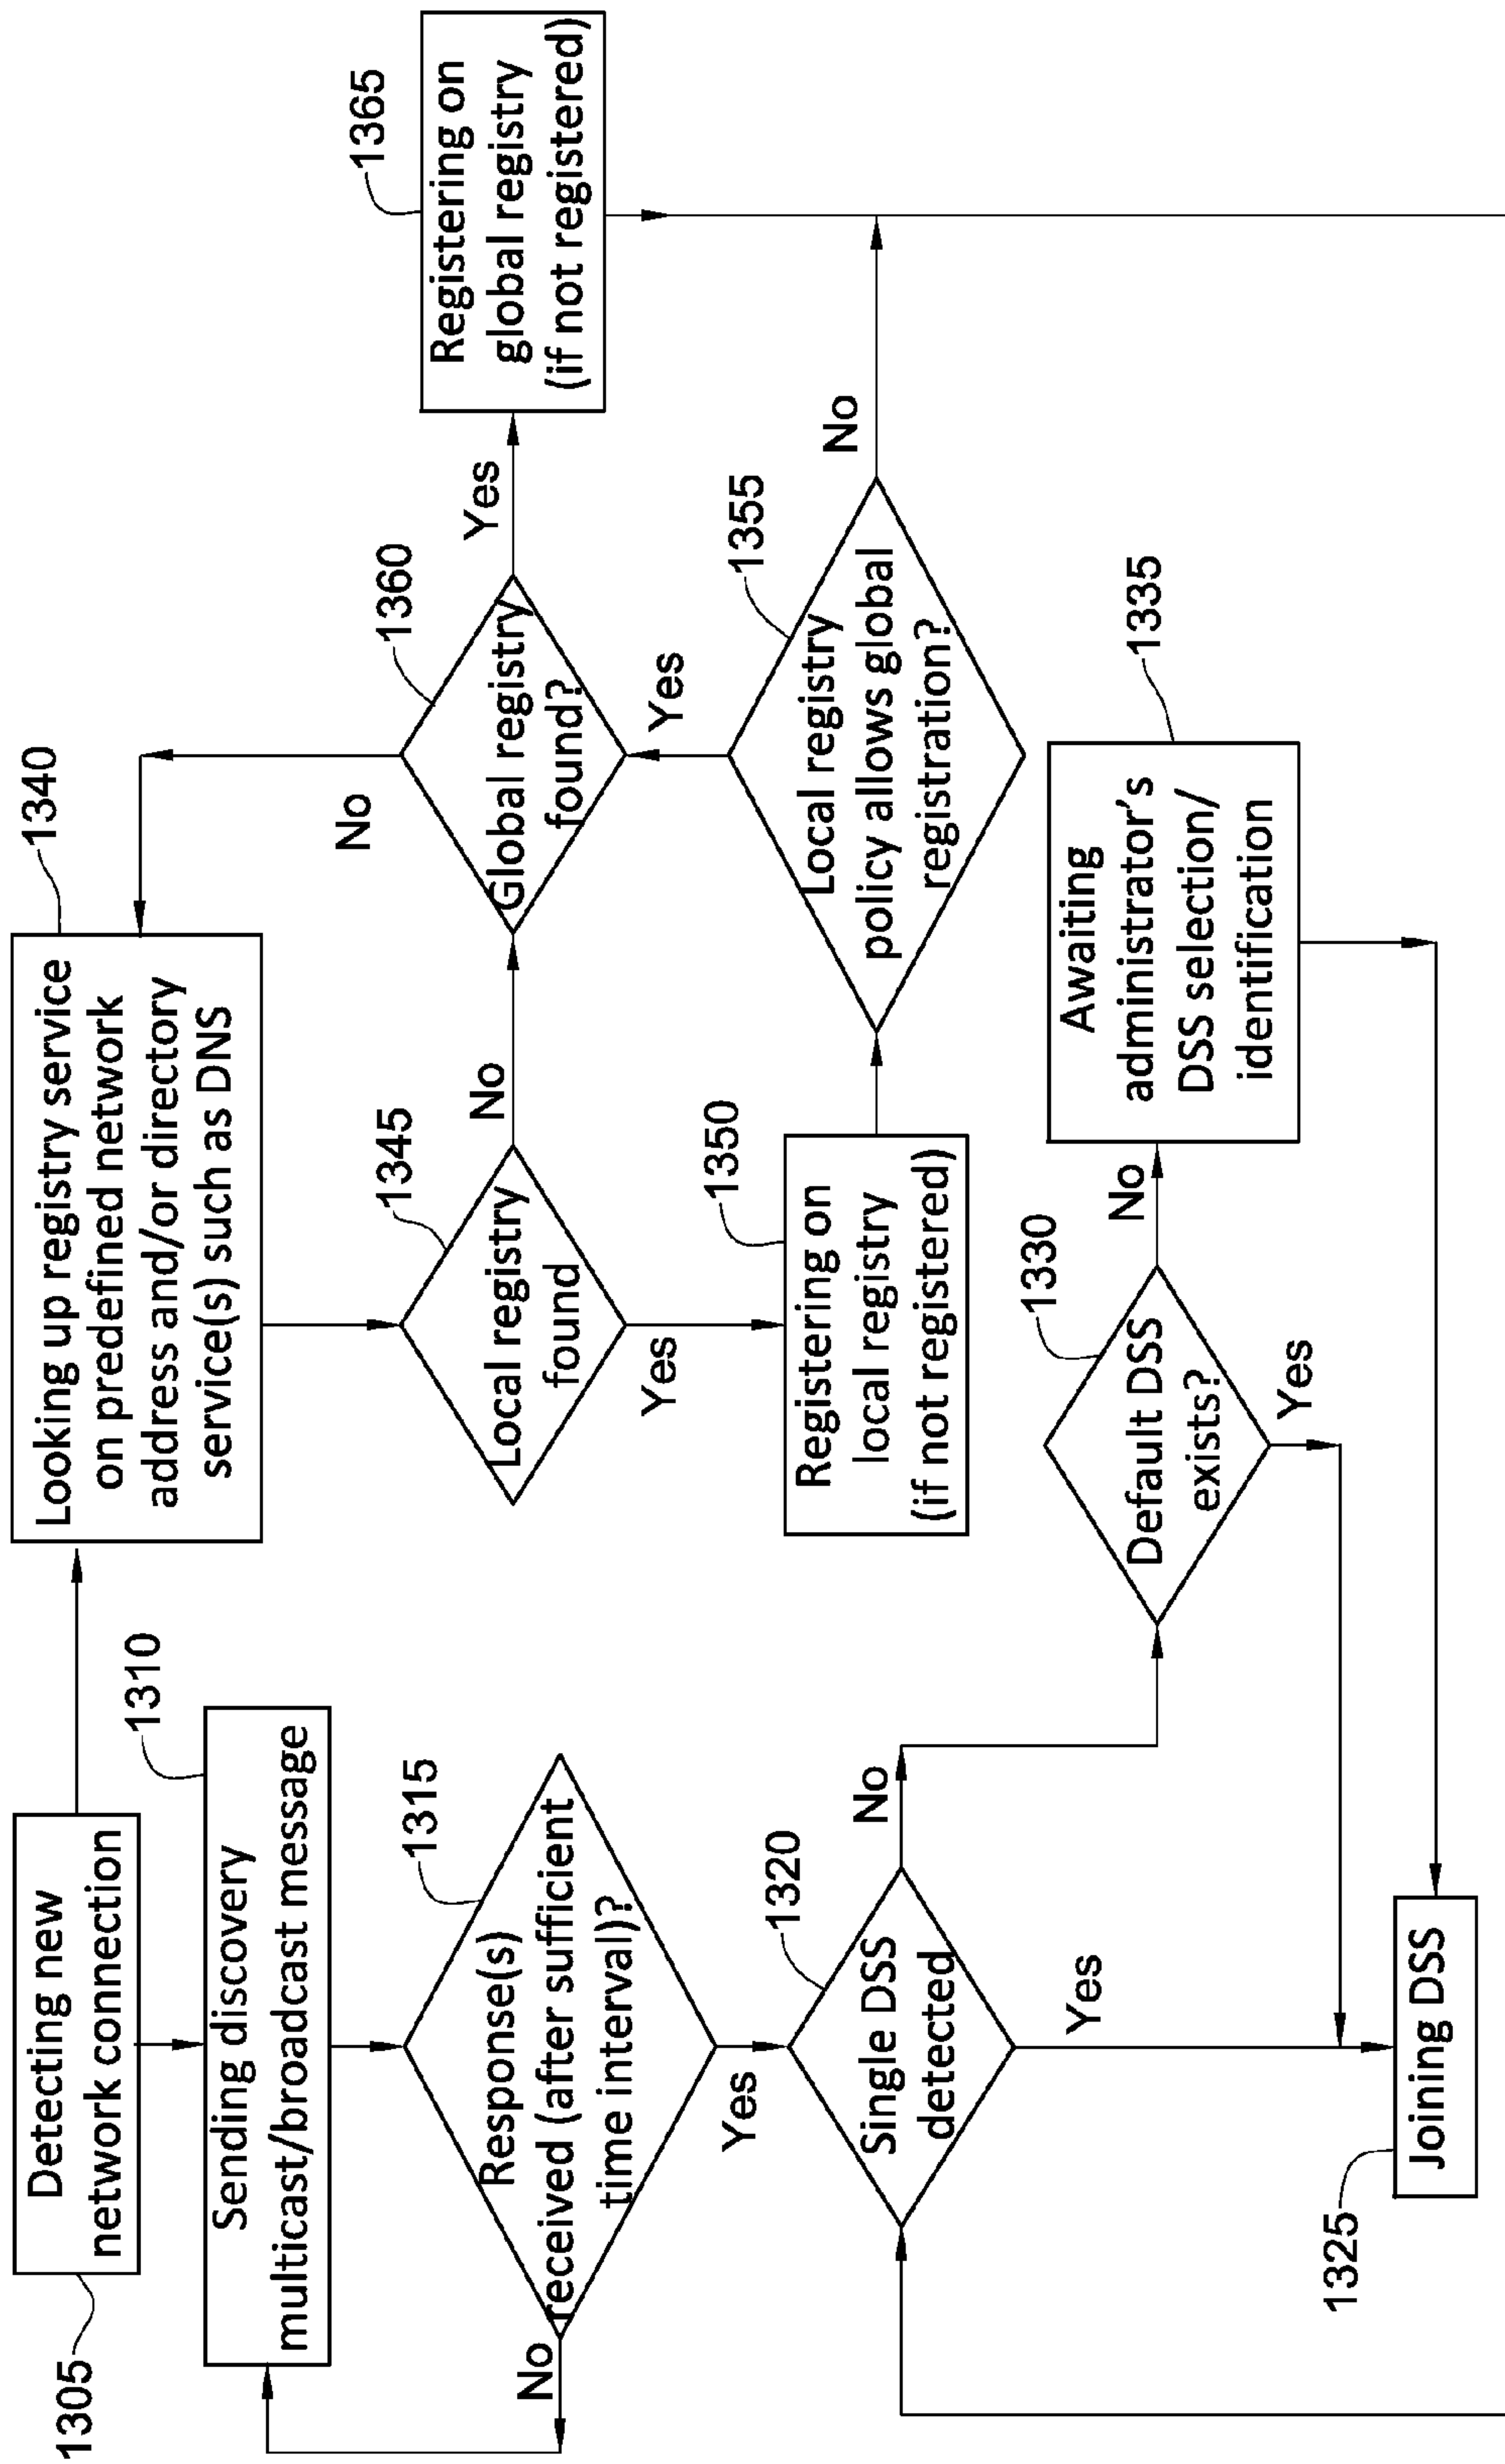 1305
Detecting new
network connection
1310
Sending discovery
multicast/broadcast message
1315
Response(s)
received (after sufficient
time interval)?
No
Yes
1320
Single DSS
detected
No
Yes
1325
Joining DSS
1330
Default DSS
exists?
No
Yes
1335
Awaiting
administrator's
DSS selection/
identification
1340
Looking up registry service
on predefined network
address and/or directory
service(s) such as DNS
1345
Local registry
found
No
Yes
1350
Registering on
local registry
(if not registered)
1355
Local registry
policy allows global
registration?
Yes
No
1360
Global registry
found?
No
Yes
1365
Registering on
global registry
(if not registered)